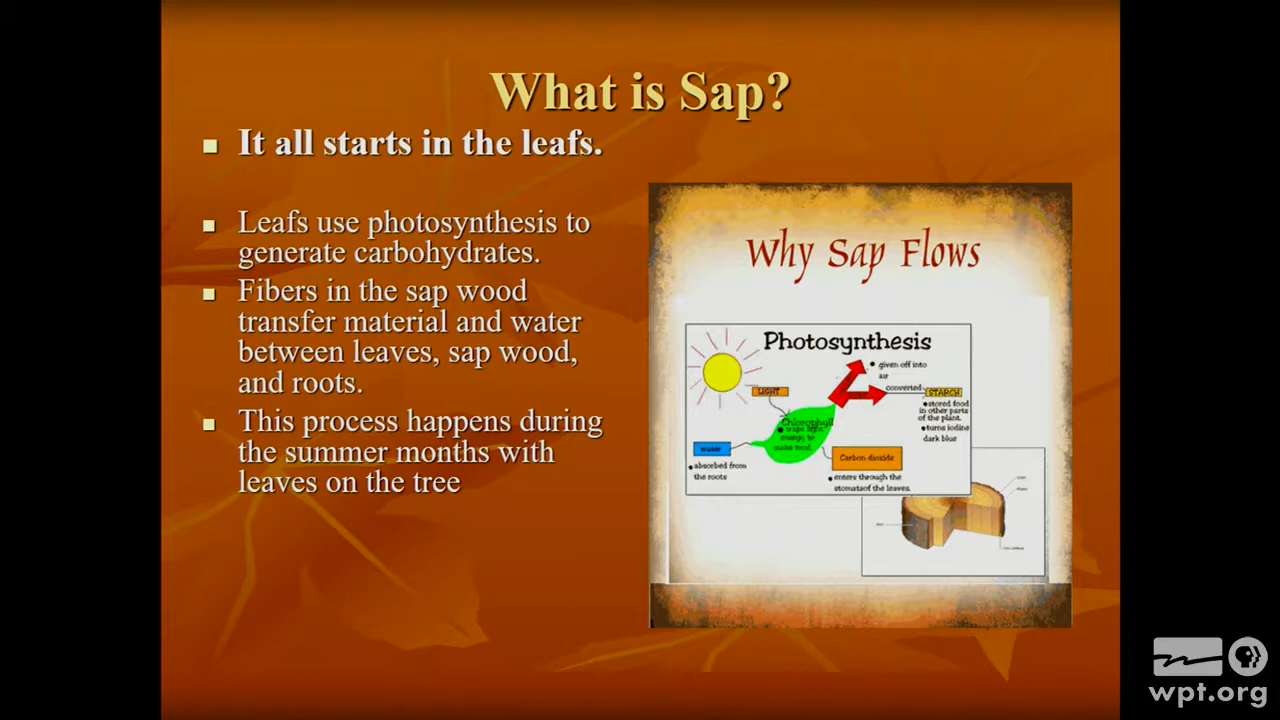 What is Sap?
It all starts in the leafs.
Leafs use photosynthesis to
generate carbohydrates.
Fibers in the sap wood
transfer material and water
between leaves, sap wood,
and roots.
This process happens during
the summer months with
leaves on the tree
Why Sap Flows
Photosynthesis
given off into
air
converted
LIGHT
STARCH
stored food
in other parts
of the plant.
turns iodine
dark blue
Chlorophyll
traps light
energy to
make food.
water
absorbed from
the roots
Carbon dioxide
enters through the
stomataof the leaves.
wpt.org